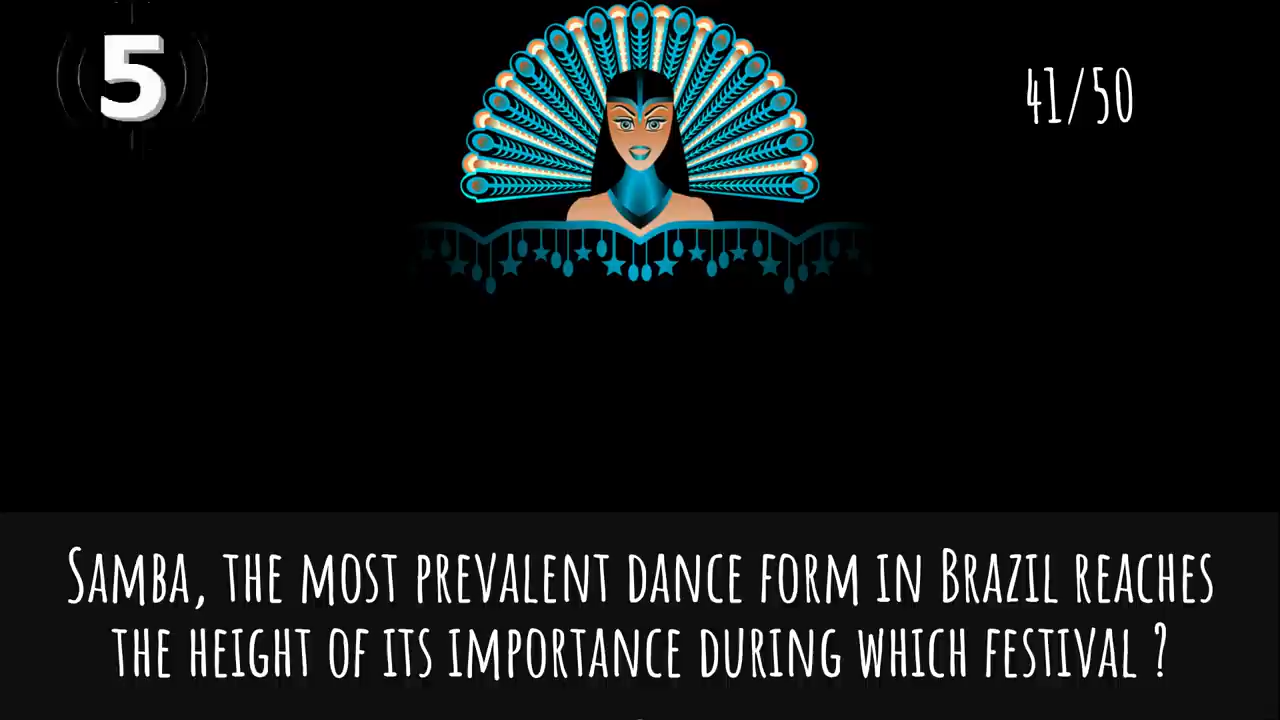 5
41/50
Samba, the most prevalent dance form in Brazil reaches
the height of its importance during which festival ?